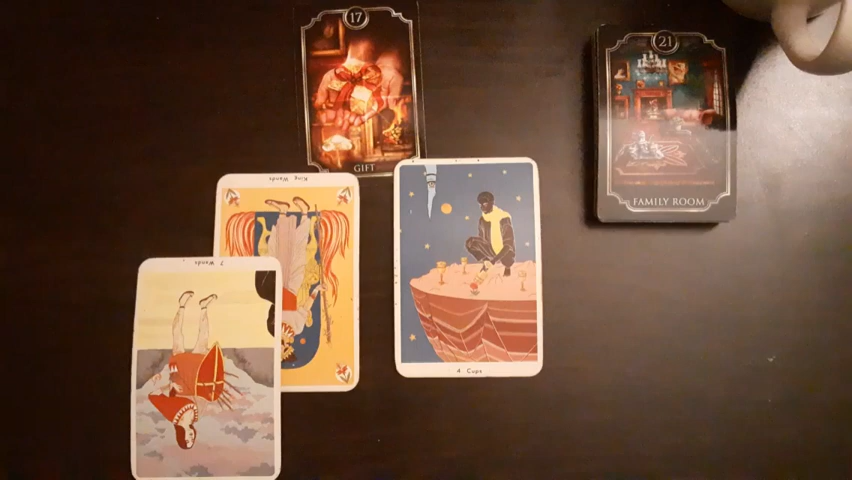 17
GIFT
21
FAMILY ROOM
King Wands
7 Wands
4 Cups